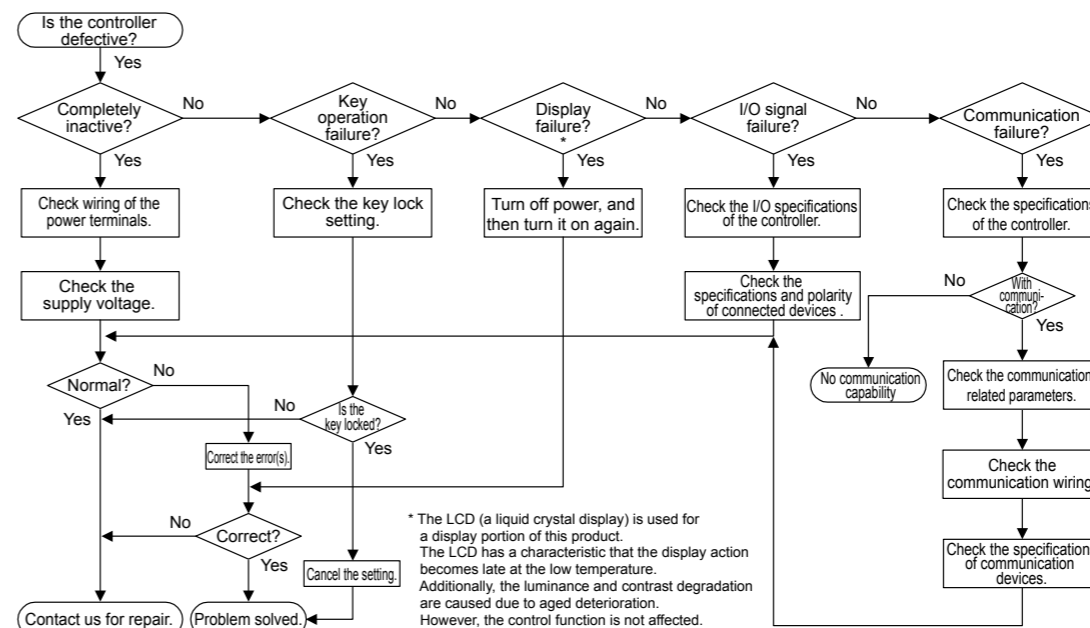 Is the controller
defective?
Yes
Completely
inactive?
No
Key
operation
failure?
No
Display
failure?
*
No
I/O signal
failure?
No
Communication
failure?
Yes
Yes
Yes
Yes
Yes
Check wiring of the
power terminals.
Check the key lock
setting.
Turn off power, and
then turn it on again.
Check the I/O specifications
of the controller.
Check the specifications
of the controller.
Check the
supply voltage.
Check the
specifications and polarity
of connected devices .
No
With
communi-
cation?
Yes
Normal?
No
Yes
No
Is the
key locked?
Yes
No communication
capability
Check the communication
related parameters.
Correct the error(s).
Check the
communication wiring
No
Correct?
Yes
Cancel the setting.
* The LCD (a liquid crystal display) is used for
a display portion of this product.
The LCD has a characteristic that the display action
becomes late at the low temperature.
Additionally, the luminance and contrast degradation
are caused due to aged deterioration.
However, the control function is not affected.
Check the specification
of communication
devices.
Contact us for repair.
Problem solved.